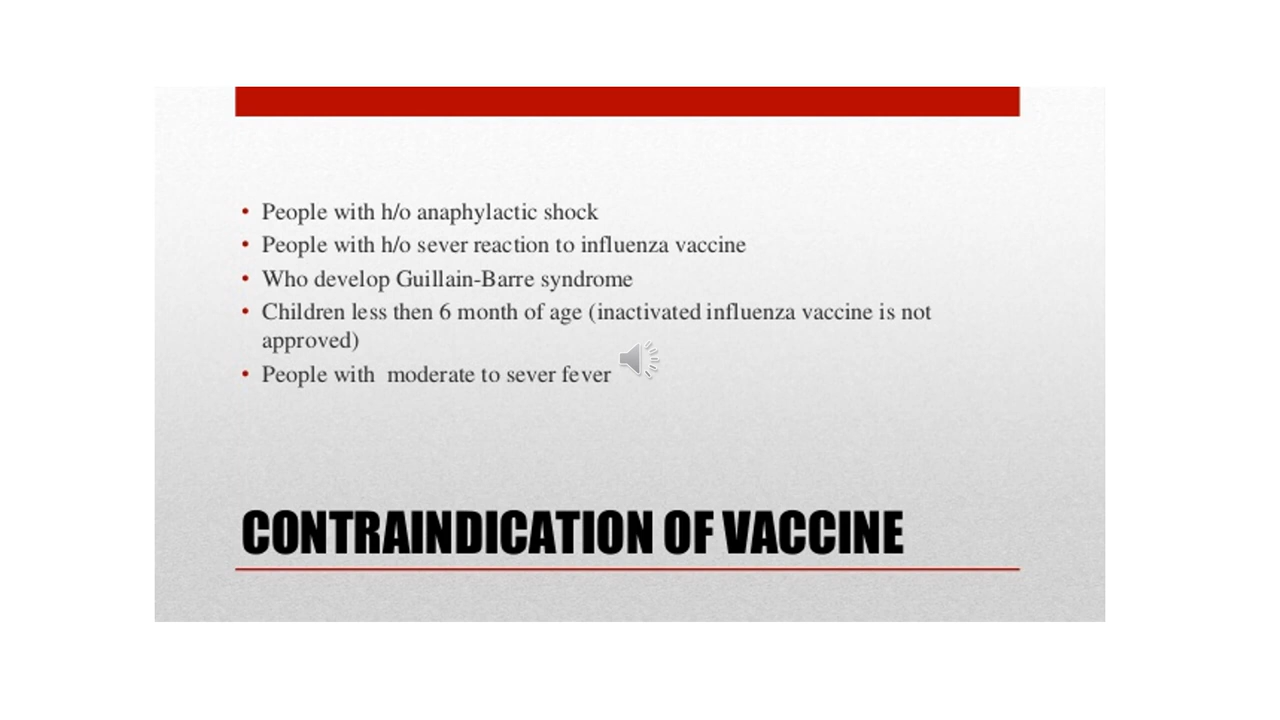 • People with h/o anaphylactic shock
• People with h/o sever reaction to influenza vaccine
• Who develop Guillain-Barre syndrome
• Children less then 6 month of age (inactivated influenza vaccine is not
approved)
• People with  moderate to sever fever
CONTRAINDICATION OF VACCINE